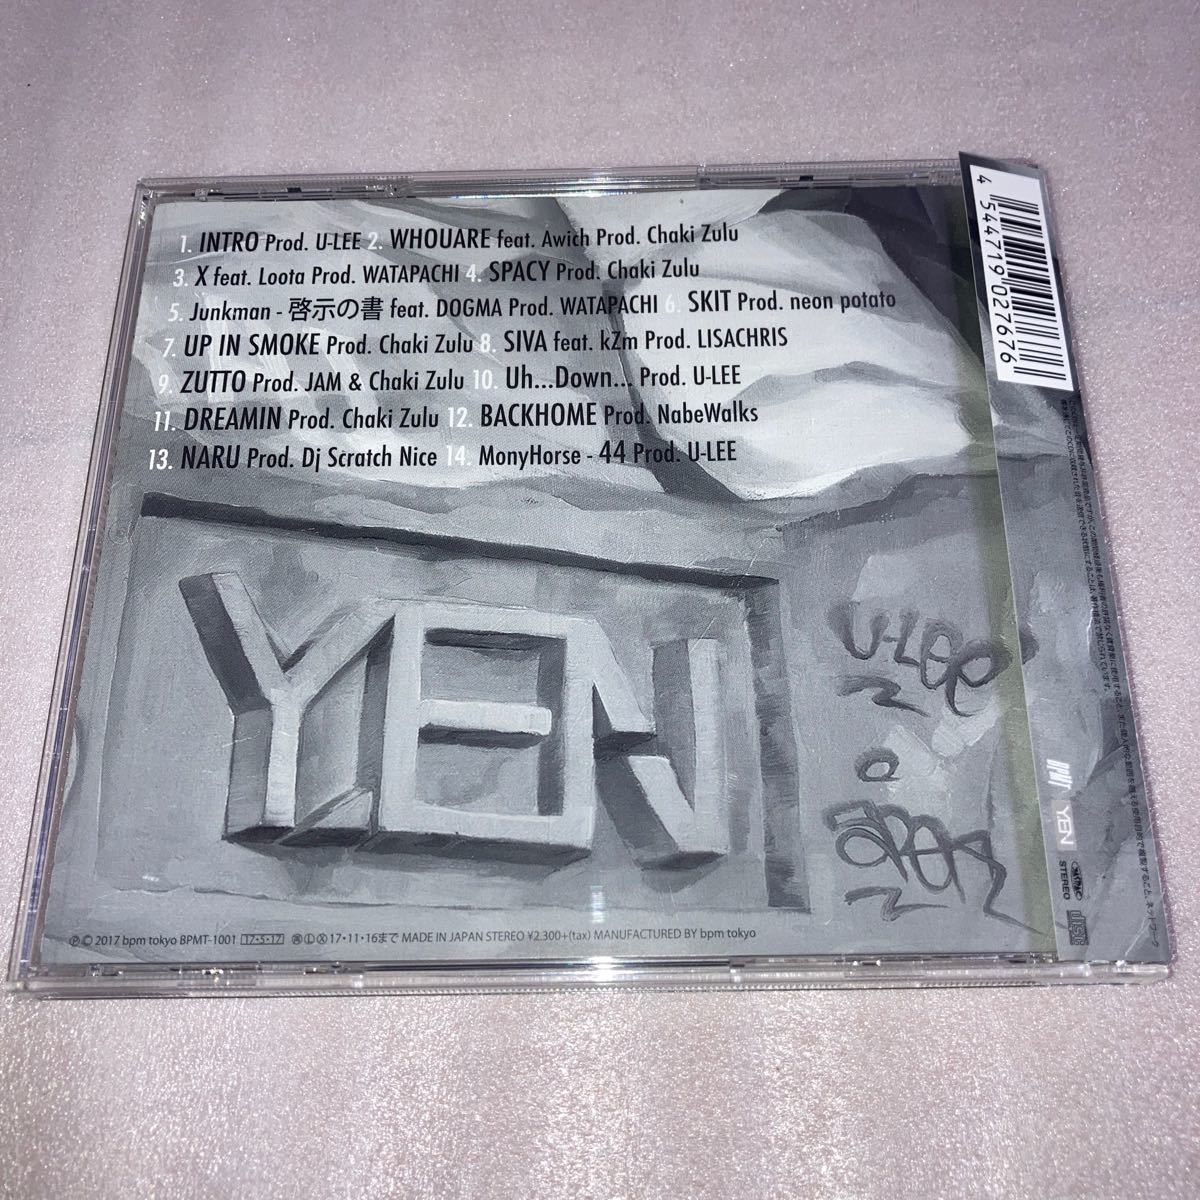 1. INTRO Prod. U-LEE 2. WHOUARE feat. Awich Prod. Chaki Zulu
3. X feat. Loota Prod. WATAPACHI 4. SPACY Prod. Chaki Zulu
5. Junkman - 啓示の書 feat. DOGMA Prod. WATAPACHI 6. SKIT Prod. neon potato
7. UP IN SMOKE Prod. Chaki Zulu 8. SIVA feat. kZm Prod. LISACHRIS
9. ZUTTO Prod. JAM & Chaki Zulu 10. Uh...Down... Prod. U-LEE
11. DREAMIN Prod. Chaki Zulu 12. BACKHOME Prod. NabeWalks
13. NARU Prod. Dj Scratch Nice 14. MonyHorse - 44 Prod. U-LEE
YEN
U-LEE
℗ © 2017 bpm tokyo BPMT-1001 17・5・17 17・11・16まで MADE IN JAPAN STEREO ¥2,300+(tax) MANUFACTURED BY bpm tokyo
4 544719 027676
BPMT
YEN
STEREO